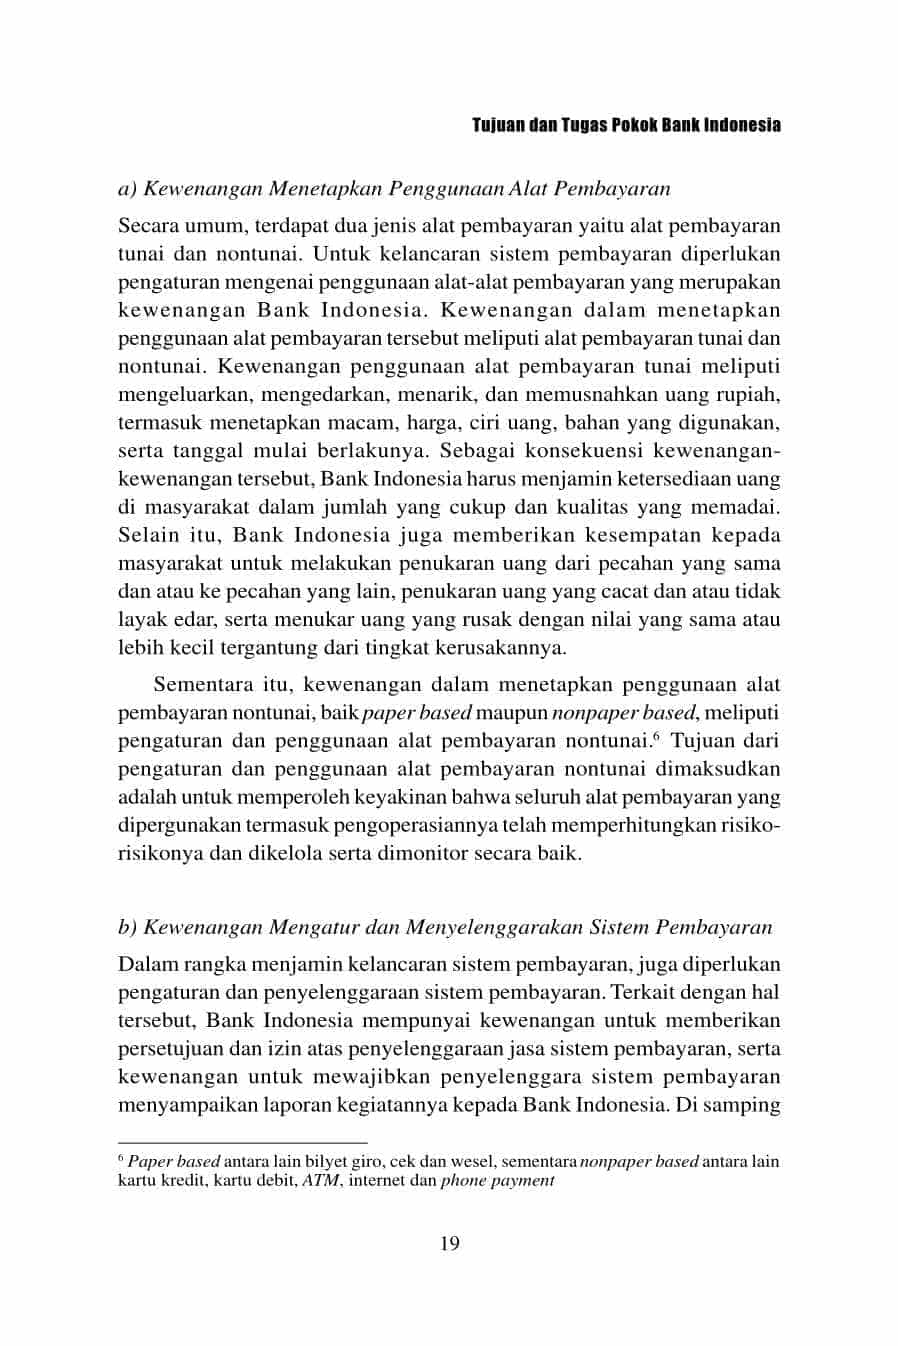 Tujuan dan Tugas Pokok Bank Indonesia
a) Kewenangan Menetapkan Penggunaan Alat Pembayaran
Secara umum, terdapat dua jenis alat pembayaran yaitu alat pembayaran
tunai dan nontunai. Untuk kelancaran sistem pembayaran diperlukan
pengaturan mengenai penggunaan alat-alat pembayaran yang merupakan
kewenangan Bank Indonesia. Kewenangan dalam menetapkan
penggunaan alat pembayaran tersebut meliputi alat pembayaran tunai dan
nontunai. Kewenangan penggunaan alat pembayaran tunai meliputi
mengeluarkan, mengedarkan, menarik, dan memusnahkan uang rupiah,
termasuk menetapkan macam, harga, ciri uang, bahan yang digunakan,
serta tanggal mulai berlakunya. Sebagai konsekuensi kewenangan-
kewenangan tersebut, Bank Indonesia harus menjamin ketersediaan uang
di masyarakat dalam jumlah yang cukup dan kualitas yang memadai.
Selain itu, Bank Indonesia juga memberikan kesempatan kepada
masyarakat untuk melakukan penukaran uang dari pecahan yang sama
dan atau ke pecahan yang lain, penukaran uang yang cacat dan atau tidak
layak edar, serta menukar uang yang rusak dengan nilai yang sama atau
lebih kecil tergantung dari tingkat kerusakannya.
Sementara itu, kewenangan dalam menetapkan penggunaan alat
pembayaran nontunai, baik paper based maupun nonpaper based, meliputi
pengaturan dan penggunaan alat pembayaran nontunai.⁶ Tujuan dari
pengaturan dan penggunaan alat pembayaran nontunai dimaksudkan
adalah untuk memperoleh keyakinan bahwa seluruh alat pembayaran yang
dipergunakan termasuk pengoperasiannya telah memperhitungkan risiko-
risikonya dan dikelola serta dimonitor secara baik.
b) Kewenangan Mengatur dan Menyelenggarakan Sistem Pembayaran
Dalam rangka menjamin kelancaran sistem pembayaran, juga diperlukan
pengaturan dan penyelenggaraan sistem pembayaran. Terkait dengan hal
tersebut, Bank Indonesia mempunyai kewenangan untuk memberikan
persetujuan dan izin atas penyelenggaraan jasa sistem pembayaran, serta
kewenangan untuk mewajibkan penyelenggara sistem pembayaran
menyampaikan laporan kegiatannya kepada Bank Indonesia. Di samping
⁶ Paper based antara lain bilyet giro, cek dan wesel, sementara nonpaper based antara lain
kartu kredit, kartu debit, ATM, internet dan phone payment
19